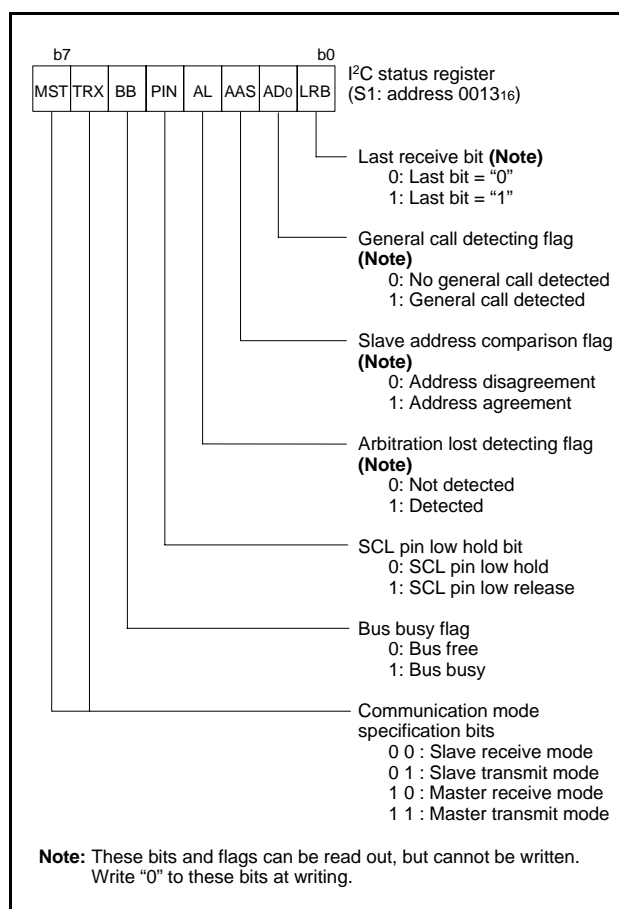 b7 b0
MST TRX BB PIN AL AAS AD0 LRB
I2C status register
(S1: address 001316)
Last receive bit (Note)
0: Last bit = “0”
1: Last bit = “1”
General call detecting flag
(Note)
0: No general call detected
1: General call detected
Slave address comparison flag
(Note)
0: Address disagreement
1: Address agreement
Arbitration lost detecting flag
(Note)
0: Not detected
1: Detected
SCL pin low hold bit
0: SCL pin low hold
1: SCL pin low release
Bus busy flag
0: Bus free
1: Bus busy
Communication mode
specification bits
0 0 : Slave receive mode
0 1 : Slave transmit mode
1 0 : Master receive mode
1 1 : Master transmit mode
Note: These bits and flags can be read out, but cannot be written.
Write “0” to these bits at writing.